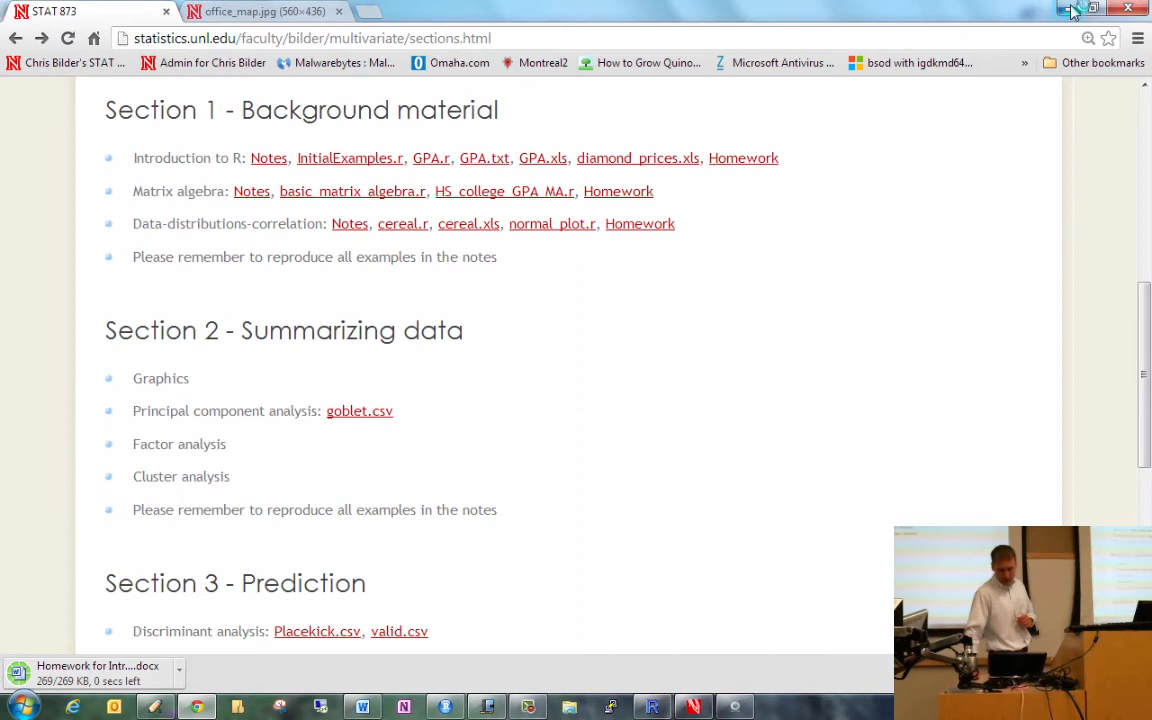 STAT 873
office_map.jpg (560×436)
statistics.unl.edu/faculty/bilder/multivariate/sections.html
Chris Bilder's STAT ...
Admin for Chris Bilder
Malwarebytes : Mal...
Omaha.com
Montreal2
How to Grow Quino...
Microsoft Antivirus ...
bsod with igdkmd64...
»
Other bookmarks
Section 1 - Background material
Introduction to R: Notes, InitialExamples.r, GPA.r, GPA.txt, GPA.xls, diamond_prices.xls, Homework
Matrix algebra: Notes, basic_matrix_algebra.r, HS_college_GPA_MA.r, Homework
Data-distributions-correlation: Notes, cereal.r, cereal.xls, normal_plot.r, Homework
Please remember to reproduce all examples in the notes
Section 2 - Summarizing data
Graphics
Principal component analysis: goblet.csv
Factor analysis
Cluster analysis
Please remember to reproduce all examples in the notes
Section 3 - Prediction
Discriminant analysis: Placekick.csv, valid.csv
Homework for Intr....docx
269/269 KB, 0 secs left